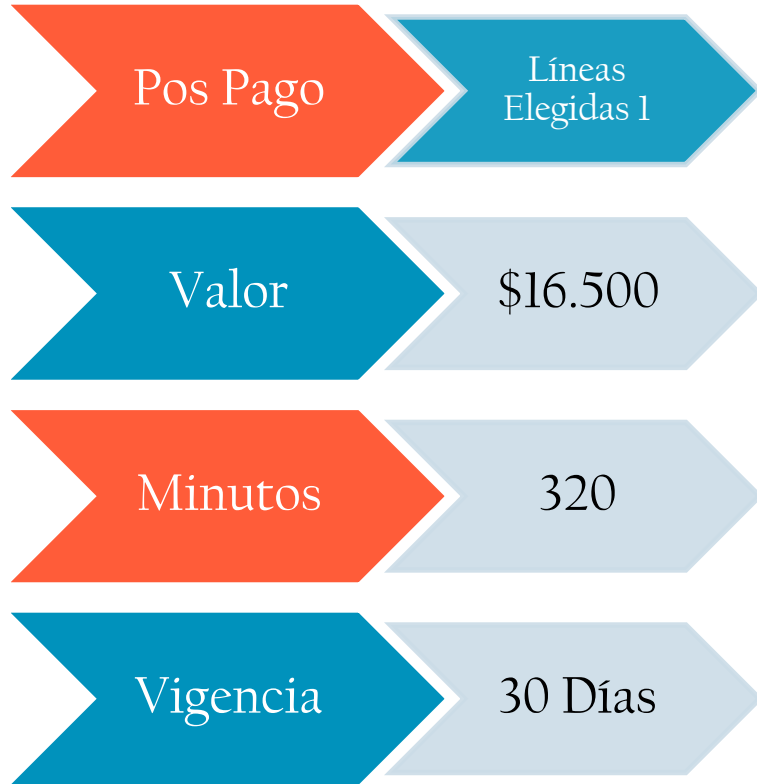 Pos Pago
Líneas
Elegidas 1
Valor
$16.500
Minutos
320
Vigencia
30 Días